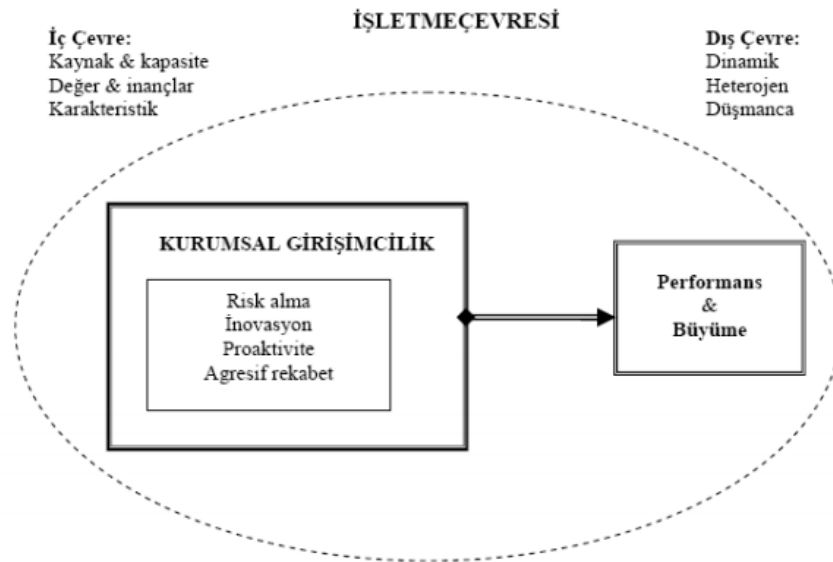 İŞLETMEÇEVRESİ
İç Çevre:
Kaynak & kapasite
Değer & inançlar
Karakteristik
Dış Çevre:
Dinamik
Heterojen
Düşmanca
KURUMSAL GİRİŞİMCİLİK
Risk alma
İnovasyon
Proaktivite
Agresif rekabet
Performans
&
Büyüme